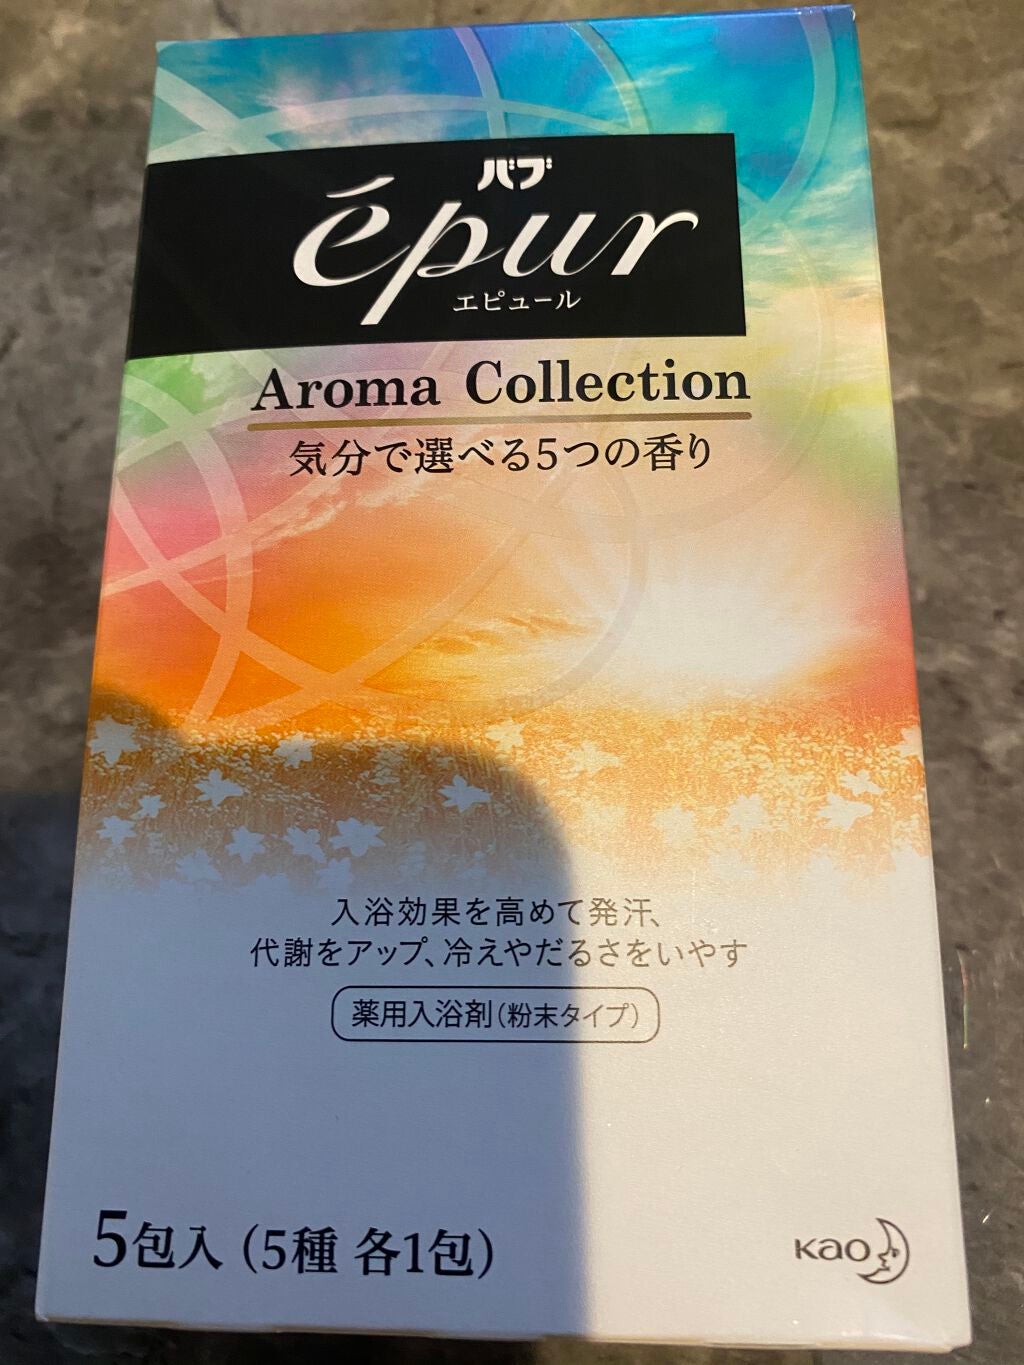 バブ
épur
エピュール
Aroma Collection
気分で選べる5つの香り
入浴効果を高めて発汗、
代謝をアップ、冷えやだるさをいやす
薬用入浴剤（粉末タイプ）
5包入（5種 各1包）
Kao